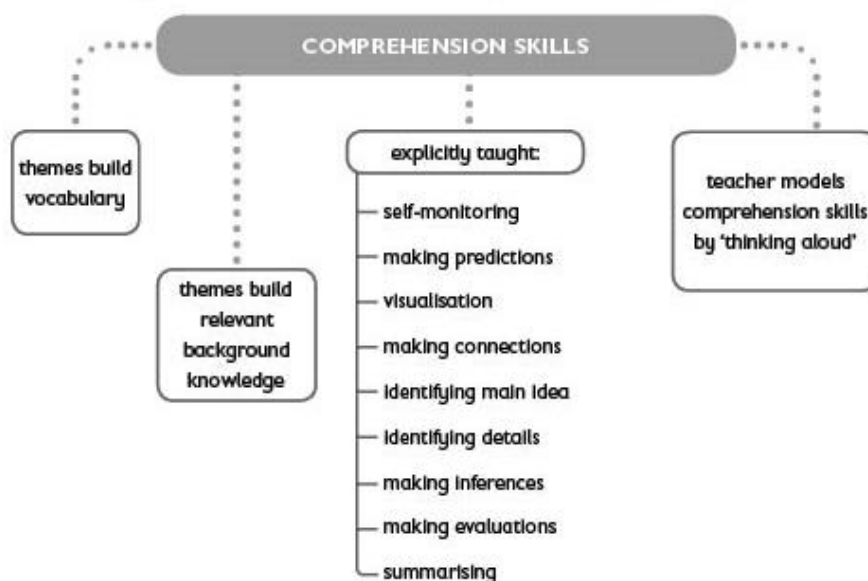 COMPREHENSION SKILLS
themes build
vocabulary
themes build
relevant
background
knowledge
explicitly taught:
self-monitoring
making predictions
visualisation
making connections
identifying main idea
identifying details
making inferences
making evaluations
summarising
teacher models
comprehension skills
by ‘thinking aloud’